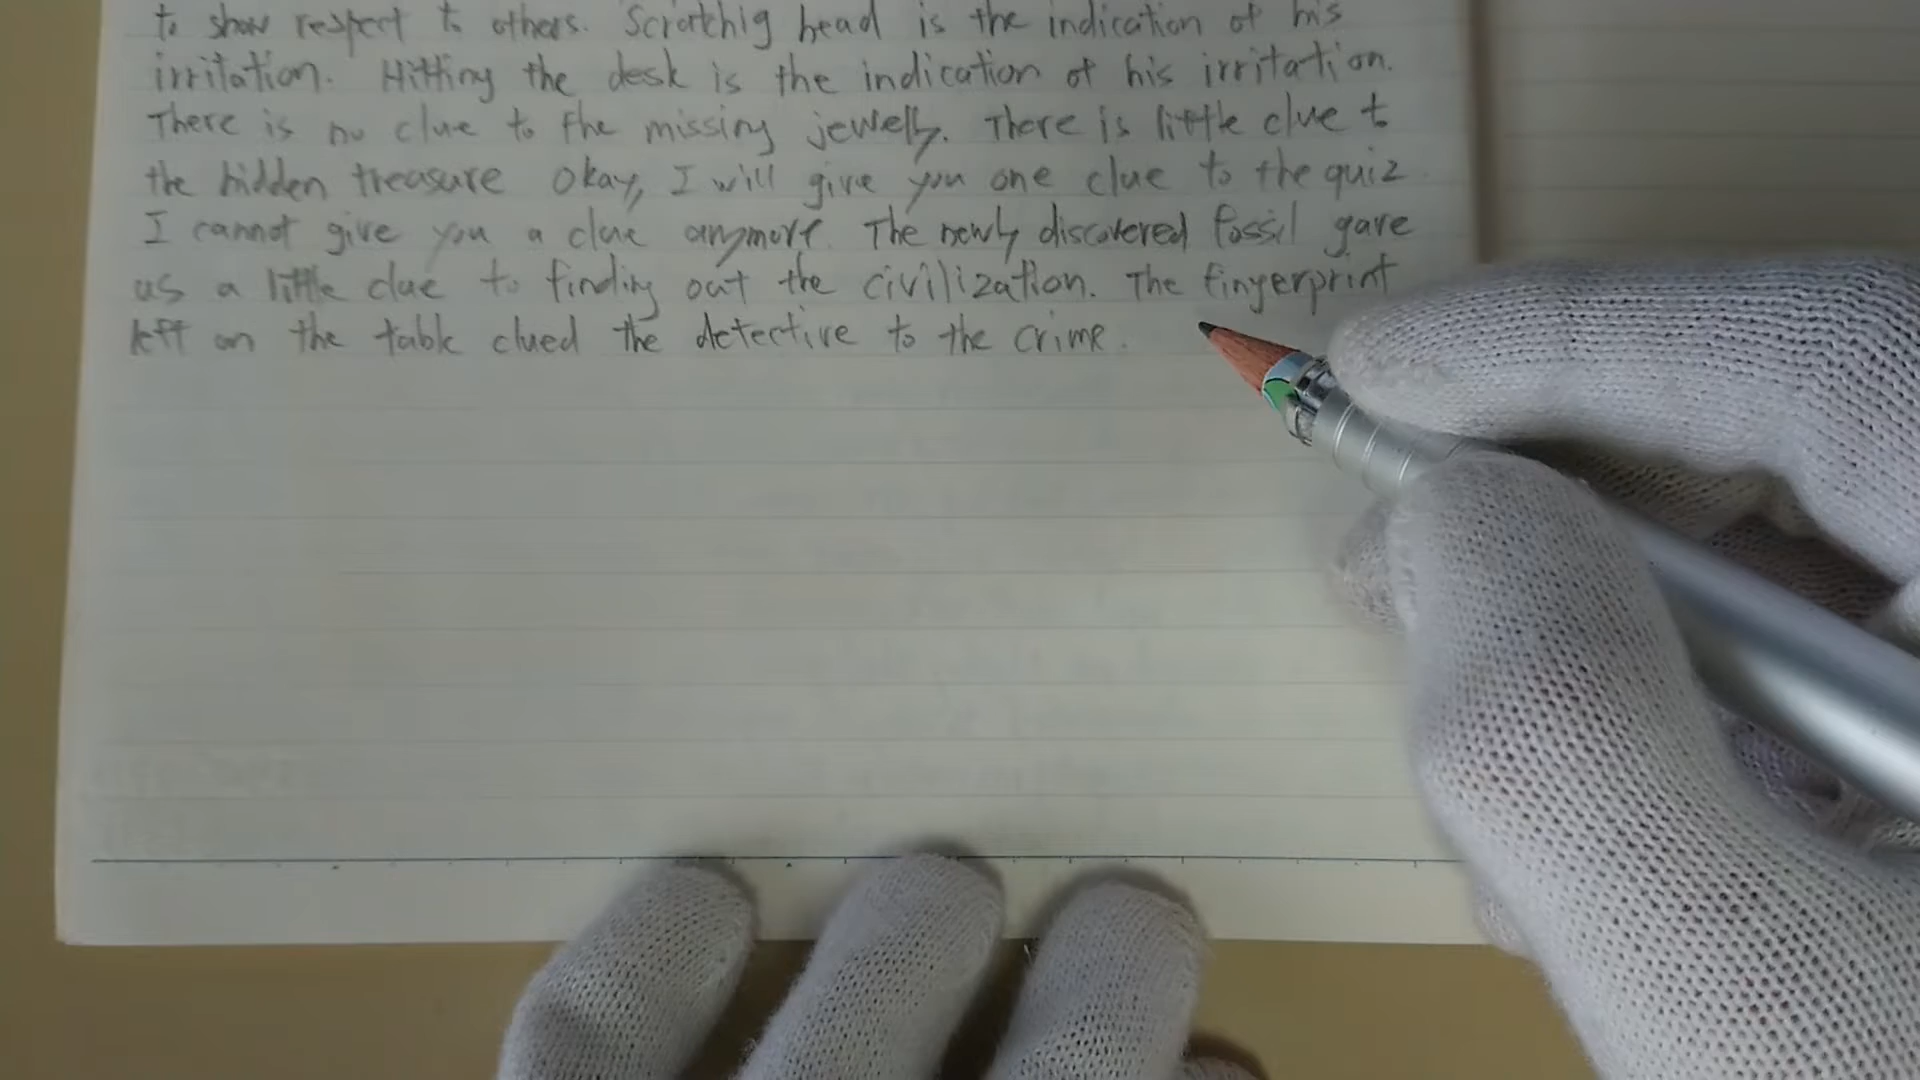 to show respect to others. Scratchig head is the indication of his
irritation. Hitting the desk is the indication of his irritation.
There is no clue to the missing jewelly. There is little clue t
the hidden treasure Okay, I will give you one clue to the quiz
I cannot give you a clue anymore. The newly discovered fossil gave
us a little clue to finding out the civilization. The fingerprint
left on the table clued the detective to the crime.